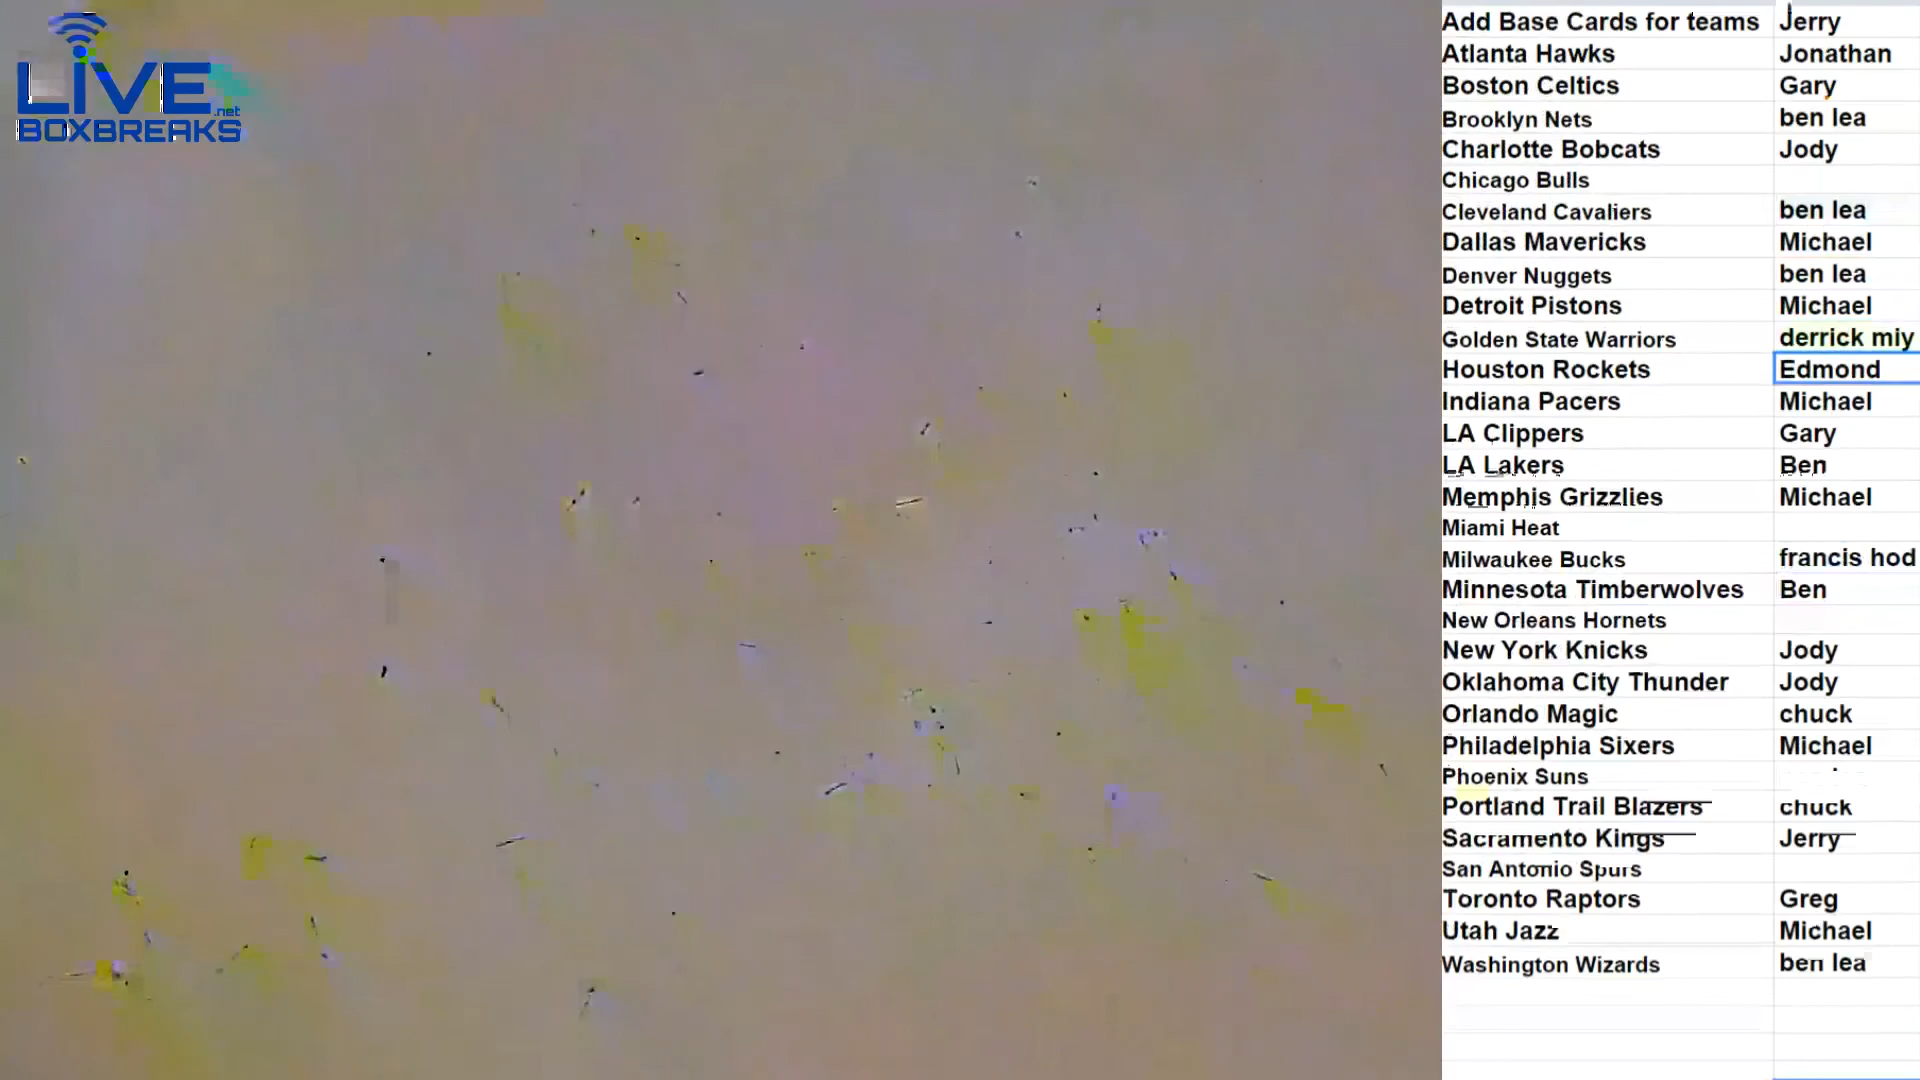 LIVE
.net
BOXBREAKS
Add Base Cards for teams Jerry
Atlanta Hawks Jonathan
Boston Celtics Gary
Brooklyn Nets ben lea
Charlotte Bobcats Jody
Chicago Bulls
Cleveland Cavaliers ben lea
Dallas Mavericks Michael
Denver Nuggets ben lea
Detroit Pistons Michael
Golden State Warriors derrick miy
Houston Rockets Edmond
Indiana Pacers Michael
LA Clippers Gary
LA Lakers Ben
Memphis Grizzlies Michael
Miami Heat
Milwaukee Bucks francis hod
Minnesota Timberwolves Ben
New Orleans Hornets
New York Knicks Jody
Oklahoma City Thunder Jody
Orlando Magic chuck
Philadelphia Sixers Michael
Phoenix Suns
Portland Trail Blazers chuck
Sacramento Kings Jerry
San Antonio Spurs
Toronto Raptors Greg
Utah Jazz Michael
Washington Wizards ben lea